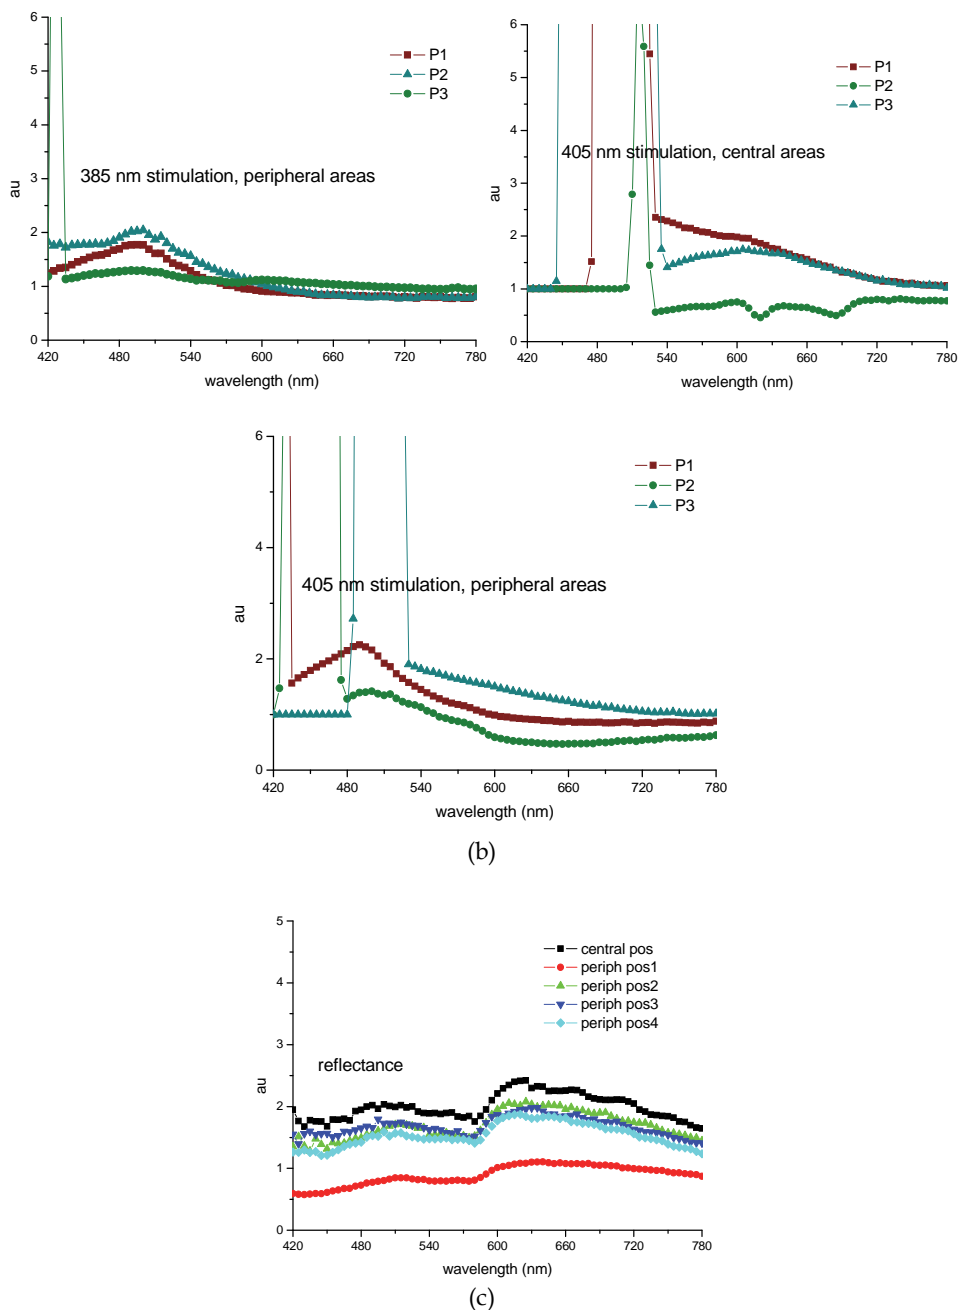 6
5
4
3
2
1
0
au
P1
P2
P3
385 nm stimulation, peripheral areas
420 480 540 600 660 720 780
wavelength (nm)
6
5
4
3
2
1
0
au
P1
P2
P3
405 nm stimulation, central areas
420 480 540 600 660 720 780
wavelength (nm)
6
4
2
0
au
P1
P2
P3
405 nm stimulation, peripheral areas
420 480 540 600 660 720 780
wavelength (nm)
(b)
5
4
3
2
1
0
au
central pos
periph pos1
periph pos2
periph pos3
periph pos4
reflectance
420 480 540 600 660 720 780
wavelength (nm)
(c)